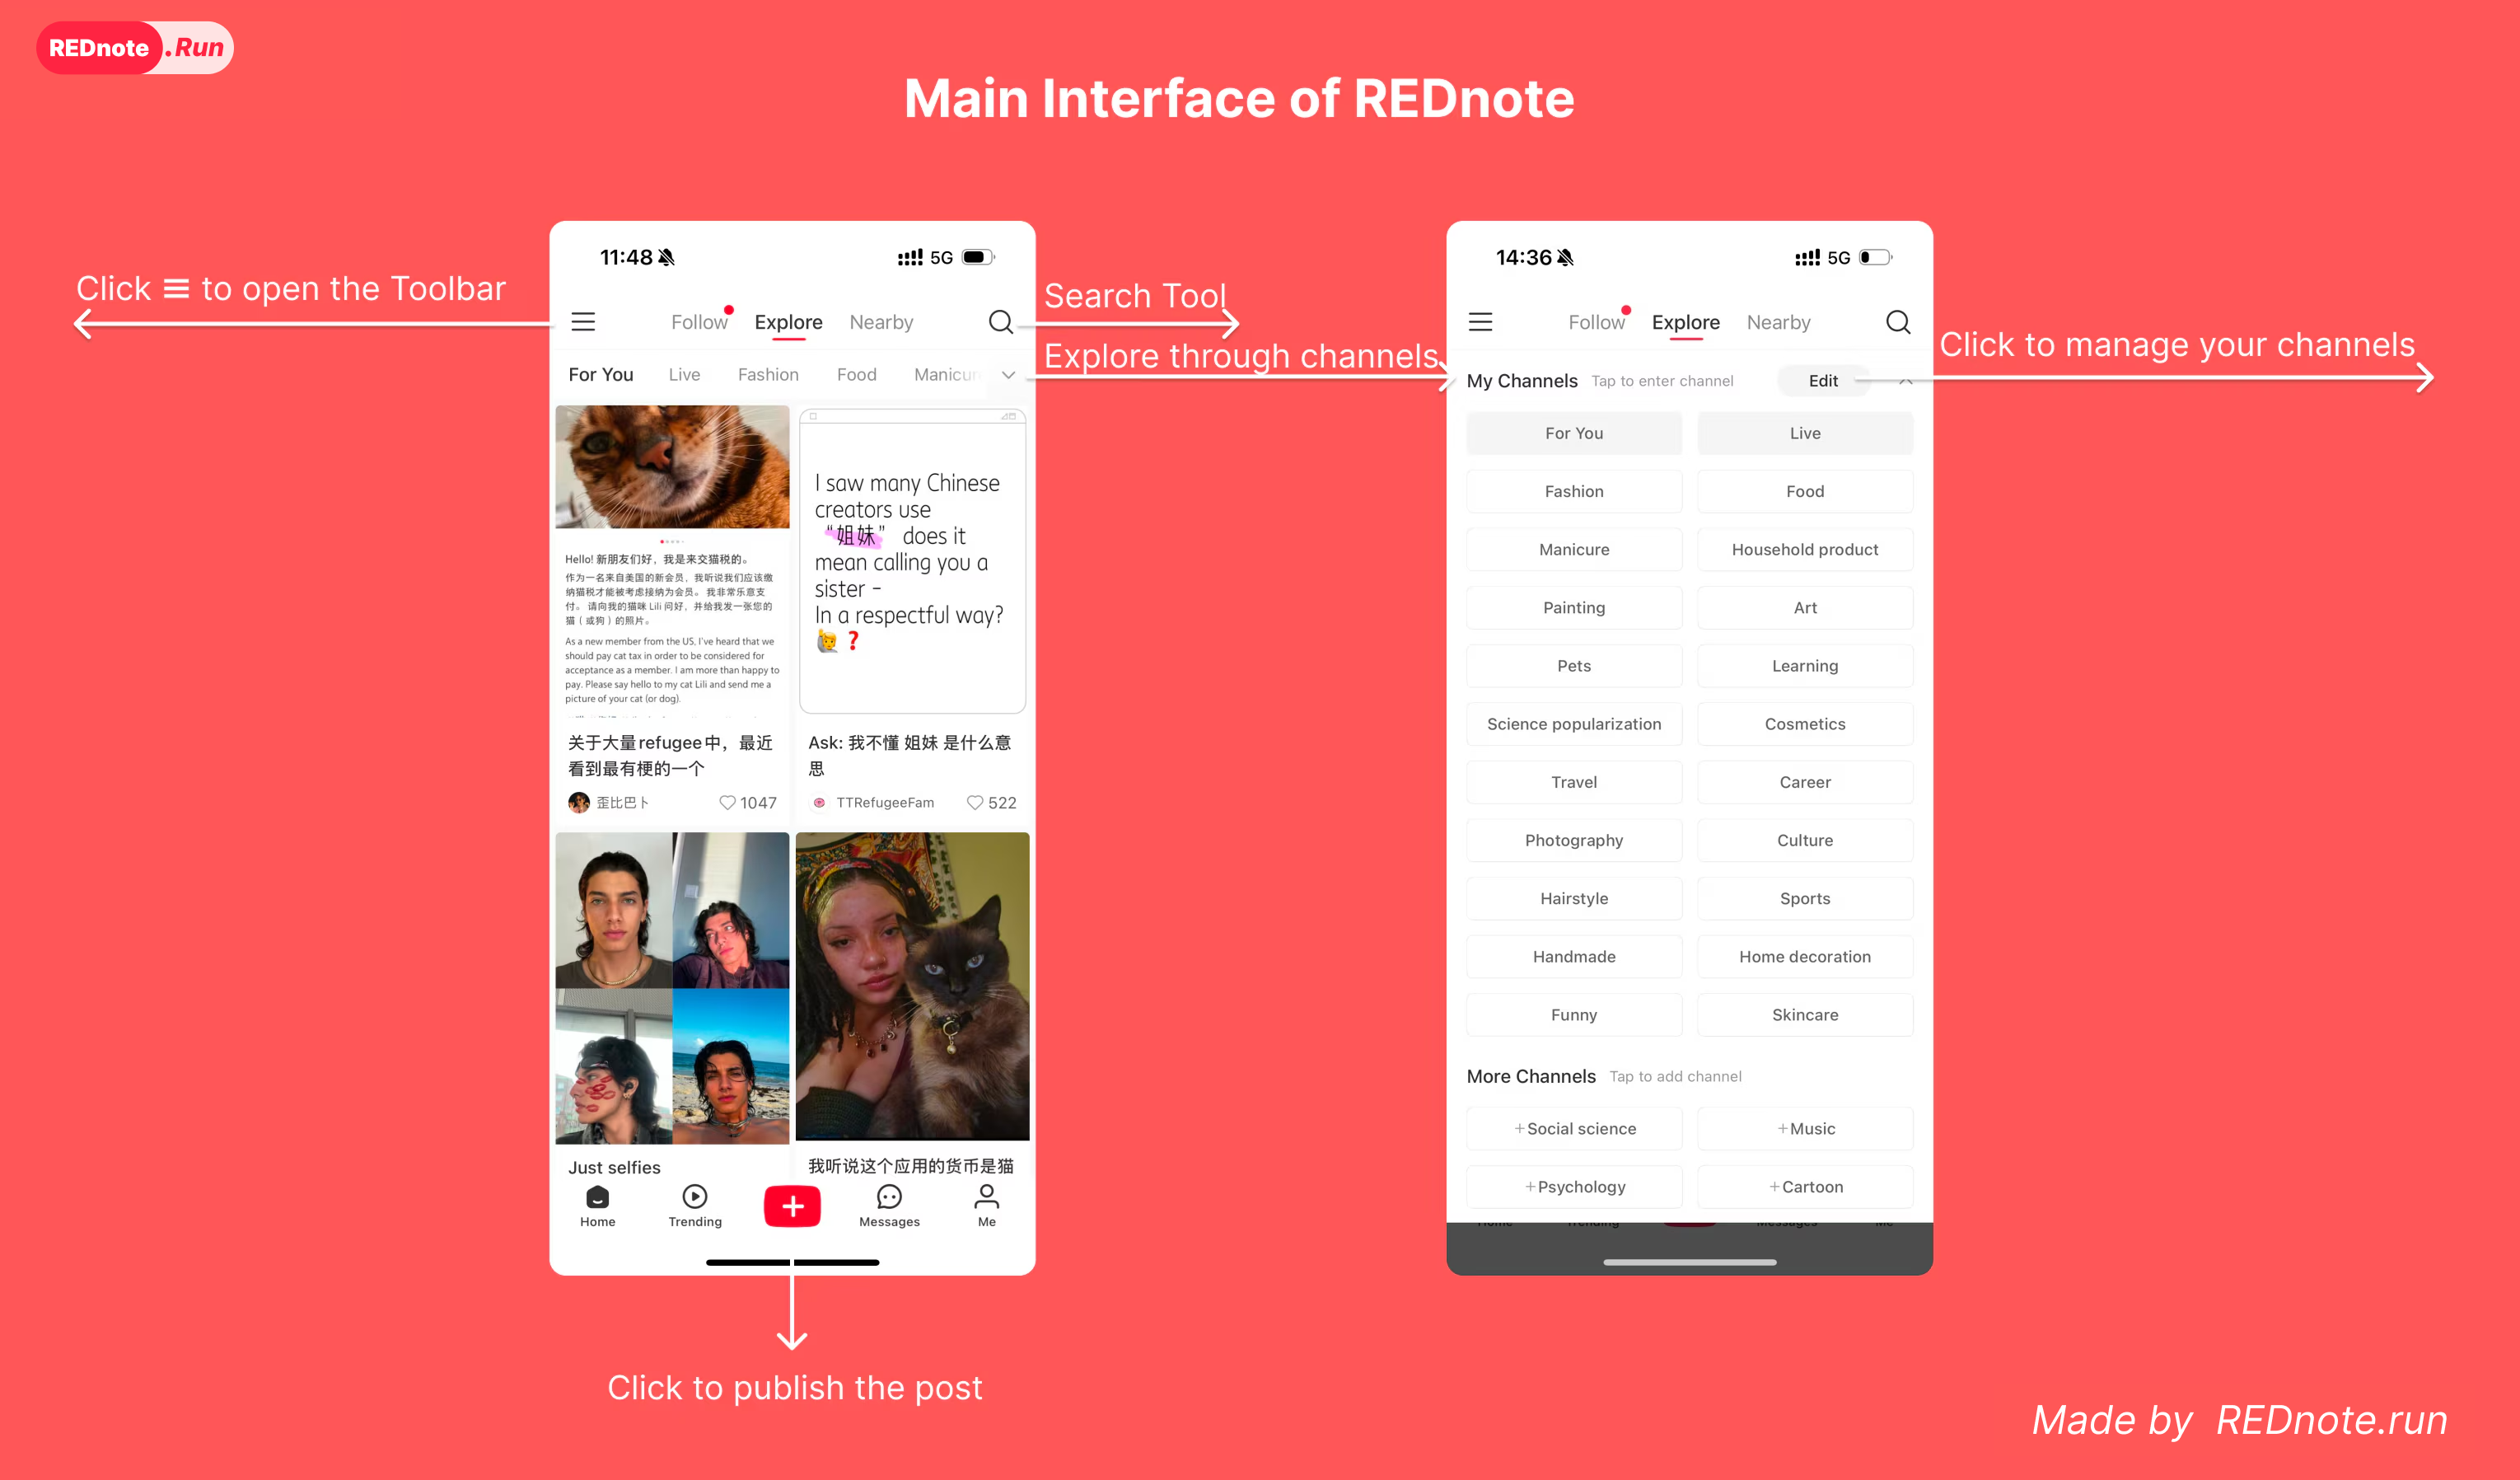 REDnote.Run
Main Interface of REDnote
Click ☰ to open the Toolbar
11:48
5G
Follow Explore Nearby
Search Tool
Explore through channels
For You Live Fashion Food Manicur
Hello! 新朋友们好，我是来交猫税的。
作为一名来自美国的新会员，我听说我们应该缴
纳猫税才能被考虑接纳为会员。 我非常乐意支
付。 请向我的猫咪 Lili 问好，并给我发一张您的
猫（或狗）的照片。
As a new member from the US, I've heard that we
should pay cat tax in order to be considered for
acceptance as a member. I am more than happy to
pay. Please say hello to my cat Lili and send me a
picture of your cat (or dog).
关于大量refugee中，最近
看到最有梗的一个
歪比巴卜 1047
I saw many Chinese
creators use
“姐妹” does it
mean calling you a
sister -
In a respectful way?
🙋❓
Ask: 我不懂 姐妹 是什么意
思
TTRefugeeFam 522
Just selfies
我听说这个应用的货币是猫
Home Trending Messages Me
Click to publish the post
14:36
5G
Follow Explore Nearby
Click to manage your channels
My Channels Tap to enter channel Edit
For You Live
Fashion Food
Manicure Household product
Painting Art
Pets Learning
Science popularization Cosmetics
Travel Career
Photography Culture
Hairstyle Sports
Handmade Home decoration
Funny Skincare
More Channels Tap to add channel
+Social science +Music
+Psychology +Cartoon
Made by REDnote.run